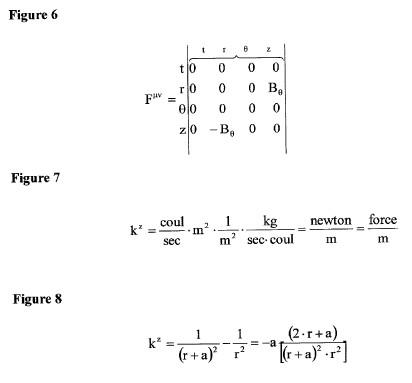 Figure 6
t r θ z
t 0 0 0 0
r 0 0 0 Bθ
F^μν =
θ 0 0 0 0
z 0 −Bθ 0 0
Figure 7
k^z = coul/sec · m² · 1/m² · kg/sec·coul = newton/m = force/m
Figure 8
k^z = 1/(r + a)² − 1/r² = −a (2·r + a)/[(r + a)² · r²]